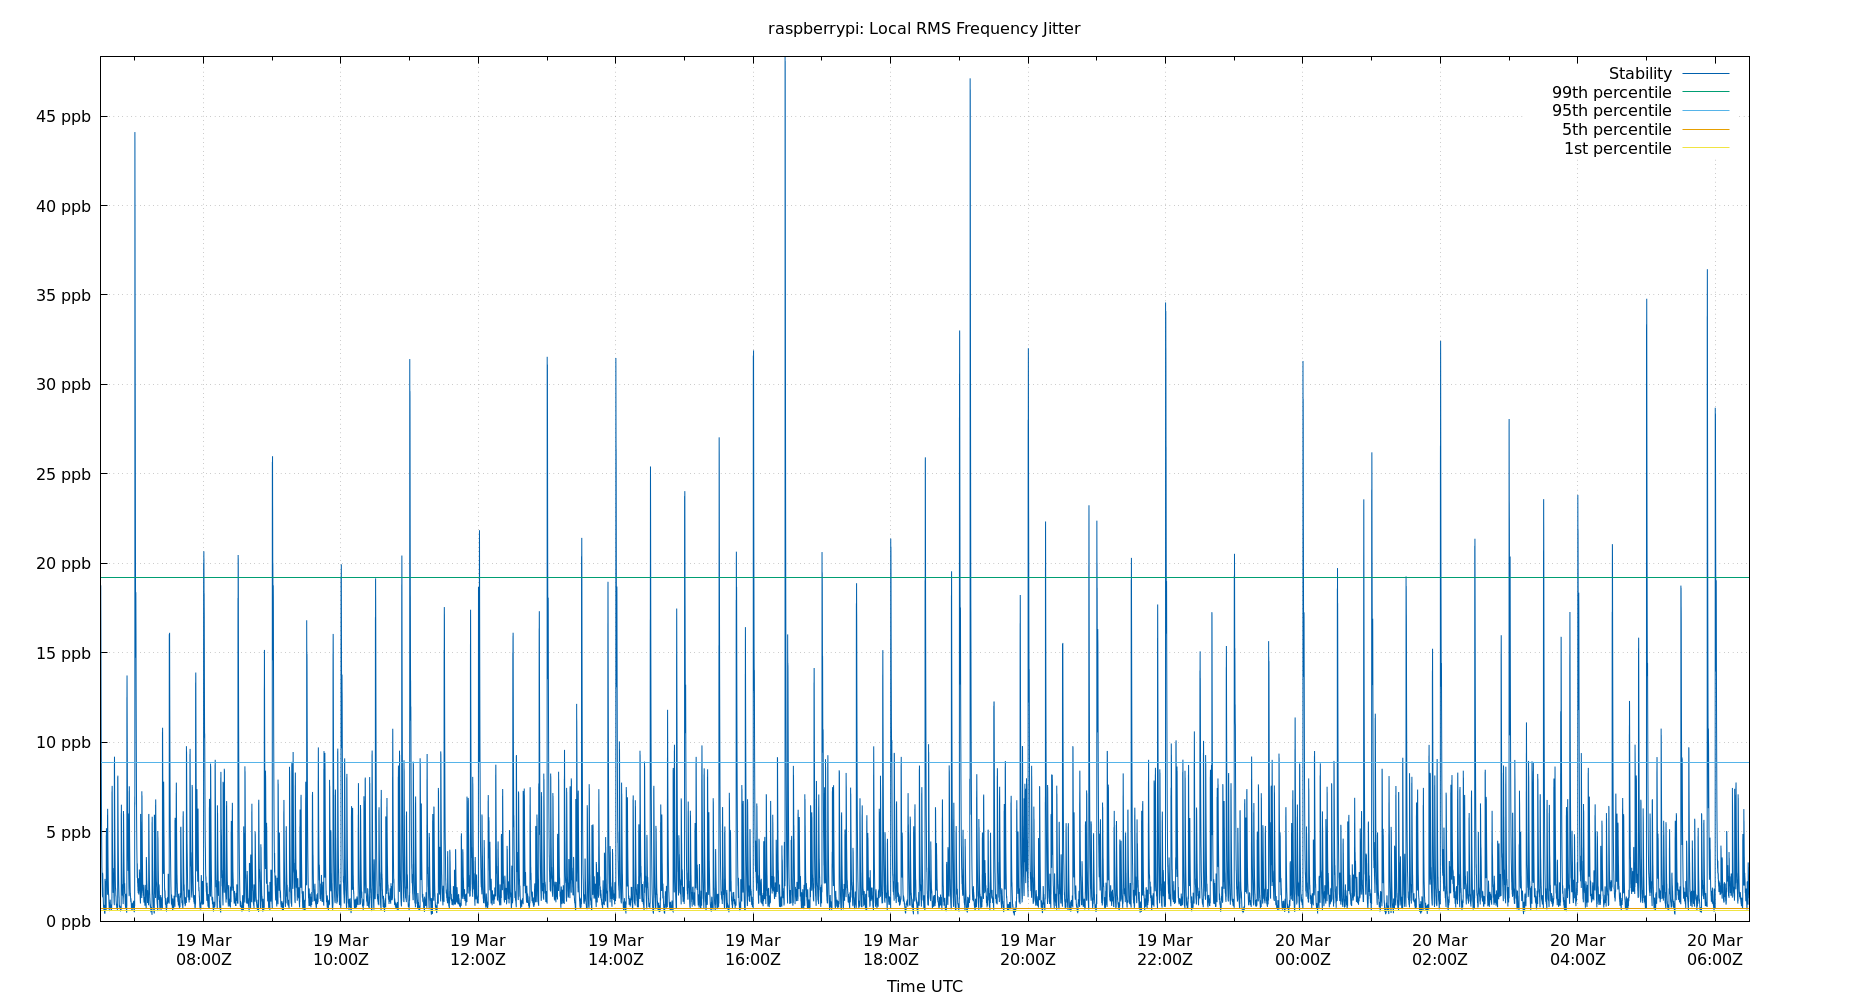 raspberrypi: Local RMS Frequency Jitter
Stability
99th percentile
95th percentile
5th percentile
1st percentile
45 ppb
40 ppb
35 ppb
30 ppb
25 ppb
20 ppb
15 ppb
10 ppb
5 ppb
0 ppb
19 Mar 19 Mar 19 Mar 19 Mar 19 Mar 19 Mar 19 Mar 19 Mar 20 Mar 20 Mar 20 Mar 20 Mar
08:00Z 10:00Z 12:00Z 14:00Z 16:00Z 18:00Z 20:00Z 22:00Z 00:00Z 02:00Z 04:00Z 06:00Z
Time UTC